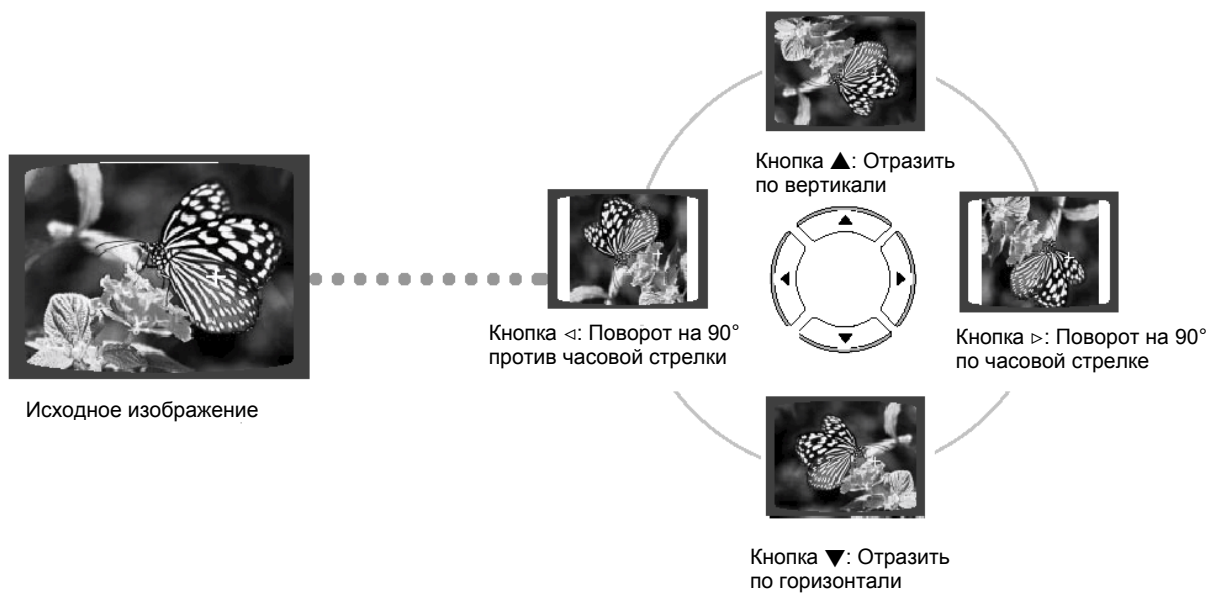 Кнопка ▲: Отразить
по вертикали
Кнопка ◁: Поворот на 90°
против часовой стрелки
Кнопка ▷: Поворот на 90°
по часовой стрелке
Исходное изображение
Кнопка ▼: Отразить
по горизонтали